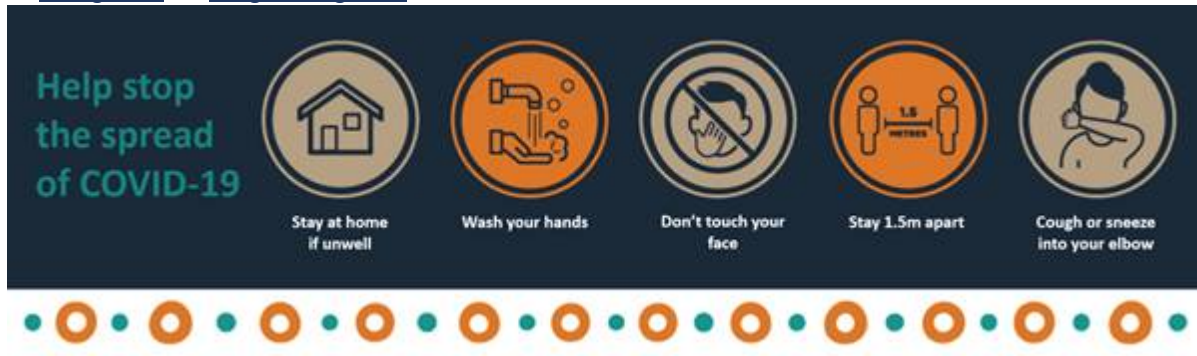 Help stop
the spread
of COVID-19
1.5
METRES
Stay at home
if unwell
Wash your hands
Don't touch your
face
Stay 1.5m apart
Cough or sneeze
into your elbow